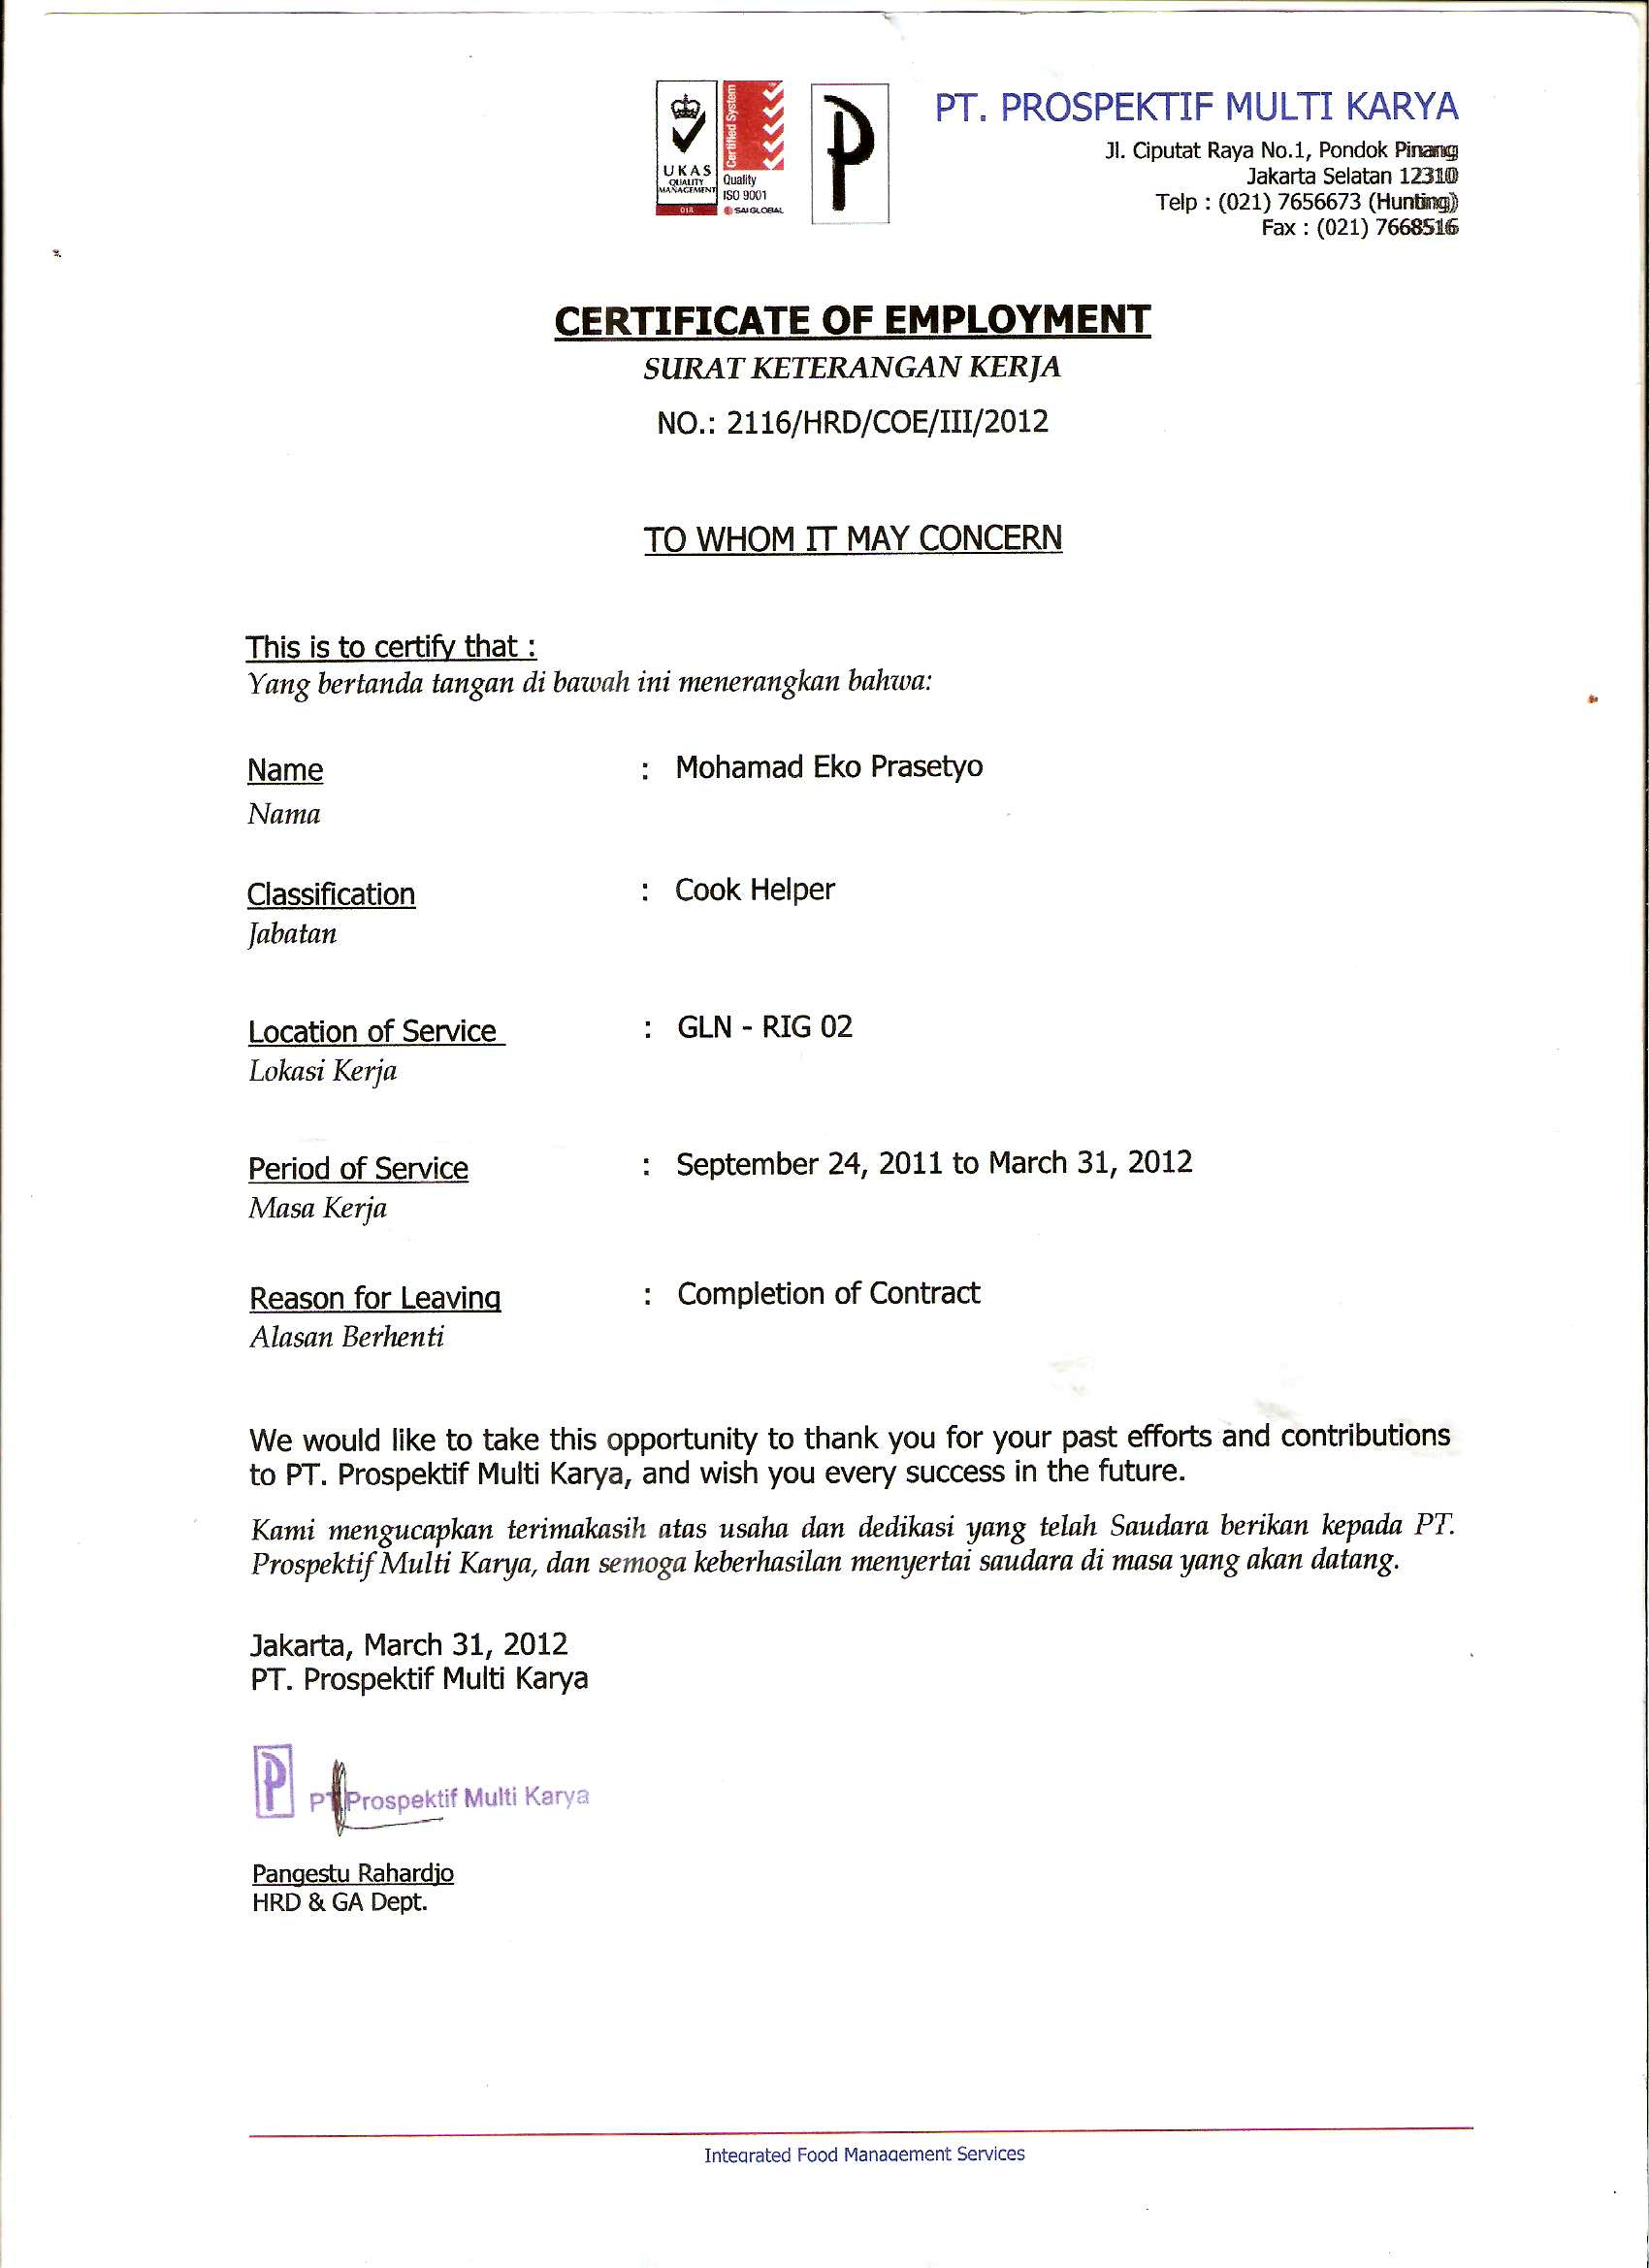 UKAS
QUALITY
MANAGEMENT
Certified System
Quality
ISO 9001
SAI GLOBAL
P
PT. PROSPEKTIF MULTI KARYA
Jl. Ciputat Raya No.1, Pondok Pinang
Jakarta Selatan 12310
Telp : (021) 7656673 (Hunting)
Fax : (021) 7668516
CERTIFICATE OF EMPLOYMENT
SURAT KETERANGAN KERJA
NO.: 2116/HRD/COE/III/2012
TO WHOM IT MAY CONCERN
This is to certify that :
Yang bertanda tangan di bawah ini menerangkan bahwa:
Name : Mohamad Eko Prasetyo
Nama
Classification : Cook Helper
Jabatan
Location of Service : GLN - RIG 02
Lokasi Kerja
Period of Service : September 24, 2011 to March 31, 2012
Masa Kerja
Reason for Leaving : Completion of Contract
Alasan Berhenti
We would like to take this opportunity to thank you for your past efforts and contributions
to PT. Prospektif Multi Karya, and wish you every success in the future.
Kami mengucapkan terimakasih atas usaha dan dedikasi yang telah Saudara berikan kepada PT.
Prospektif Multi Karya, dan semoga keberhasilan menyertai saudara di masa yang akan datang.
Jakarta, March 31, 2012
PT. Prospektif Multi Karya
P PT Prospektif Multi Karya
Pangestu Rahardjo
HRD & GA Dept.
Integrated Food Management Services